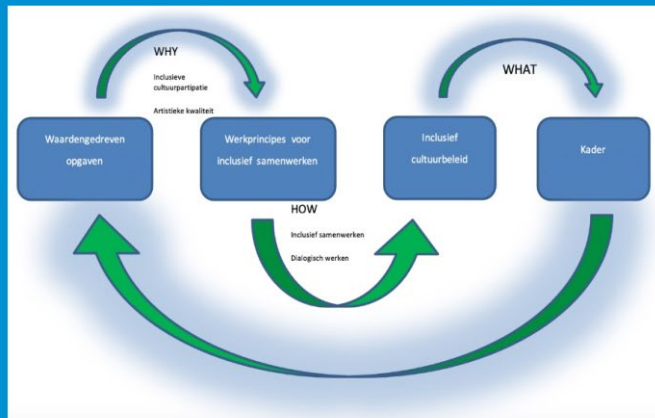 WHY
Inclusieve
cultuurpartipatie
Artistieke kwaliteit
WHAT
Waardengedreven
opgaven
Werkprincipes voor
inclusief samenwerken
Inclusief
cultuurbeleid
Kader
HOW
Inclusief samenwerken
Dialogisch werken